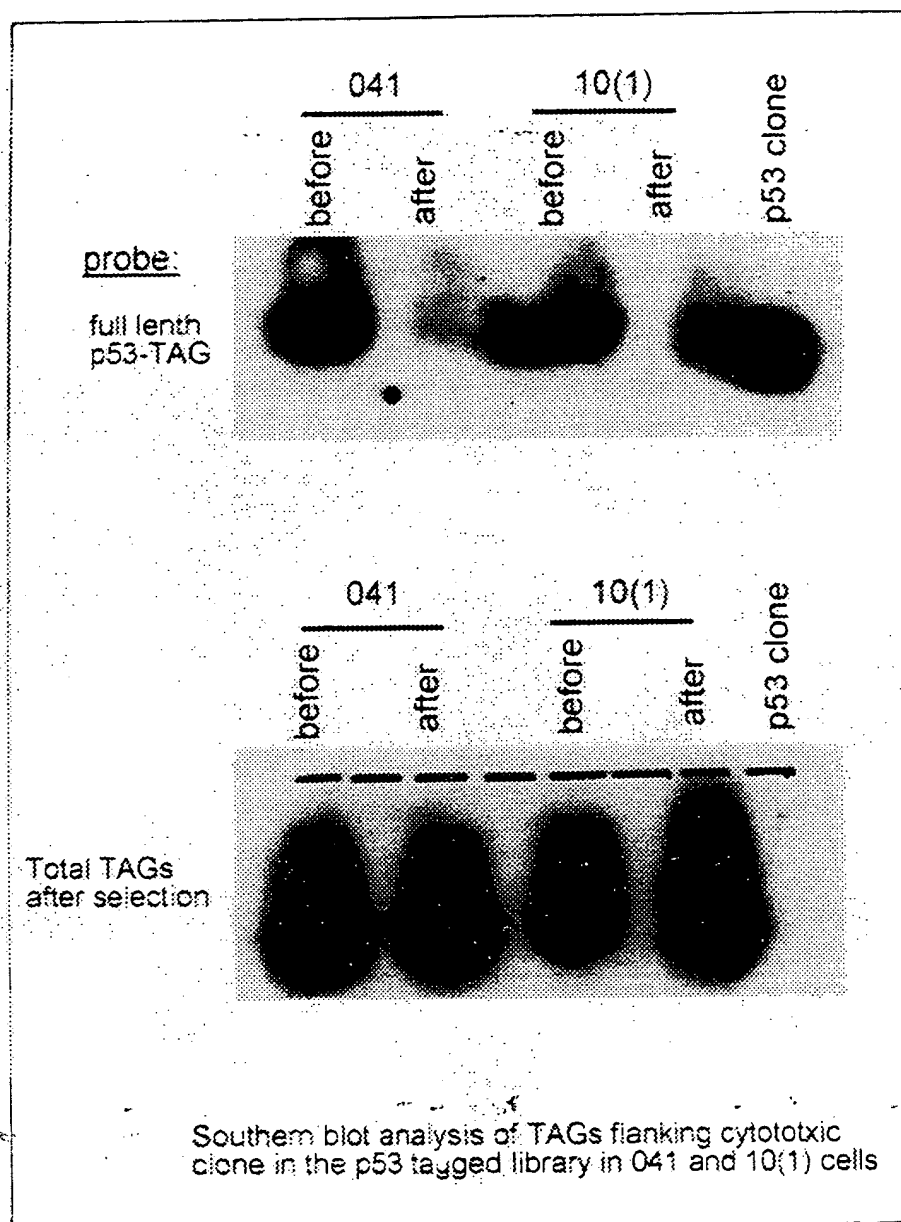 041 10(1)
before after before after p53 clone
probe:
full lenth
p53-TAG
041 10(1)
before after before after p53 clone
Total TAGs
after selection
Southern blot analysis of TAGs flanking cytototxic
clone in the p53 tagged library in 041 and 10(1) cells